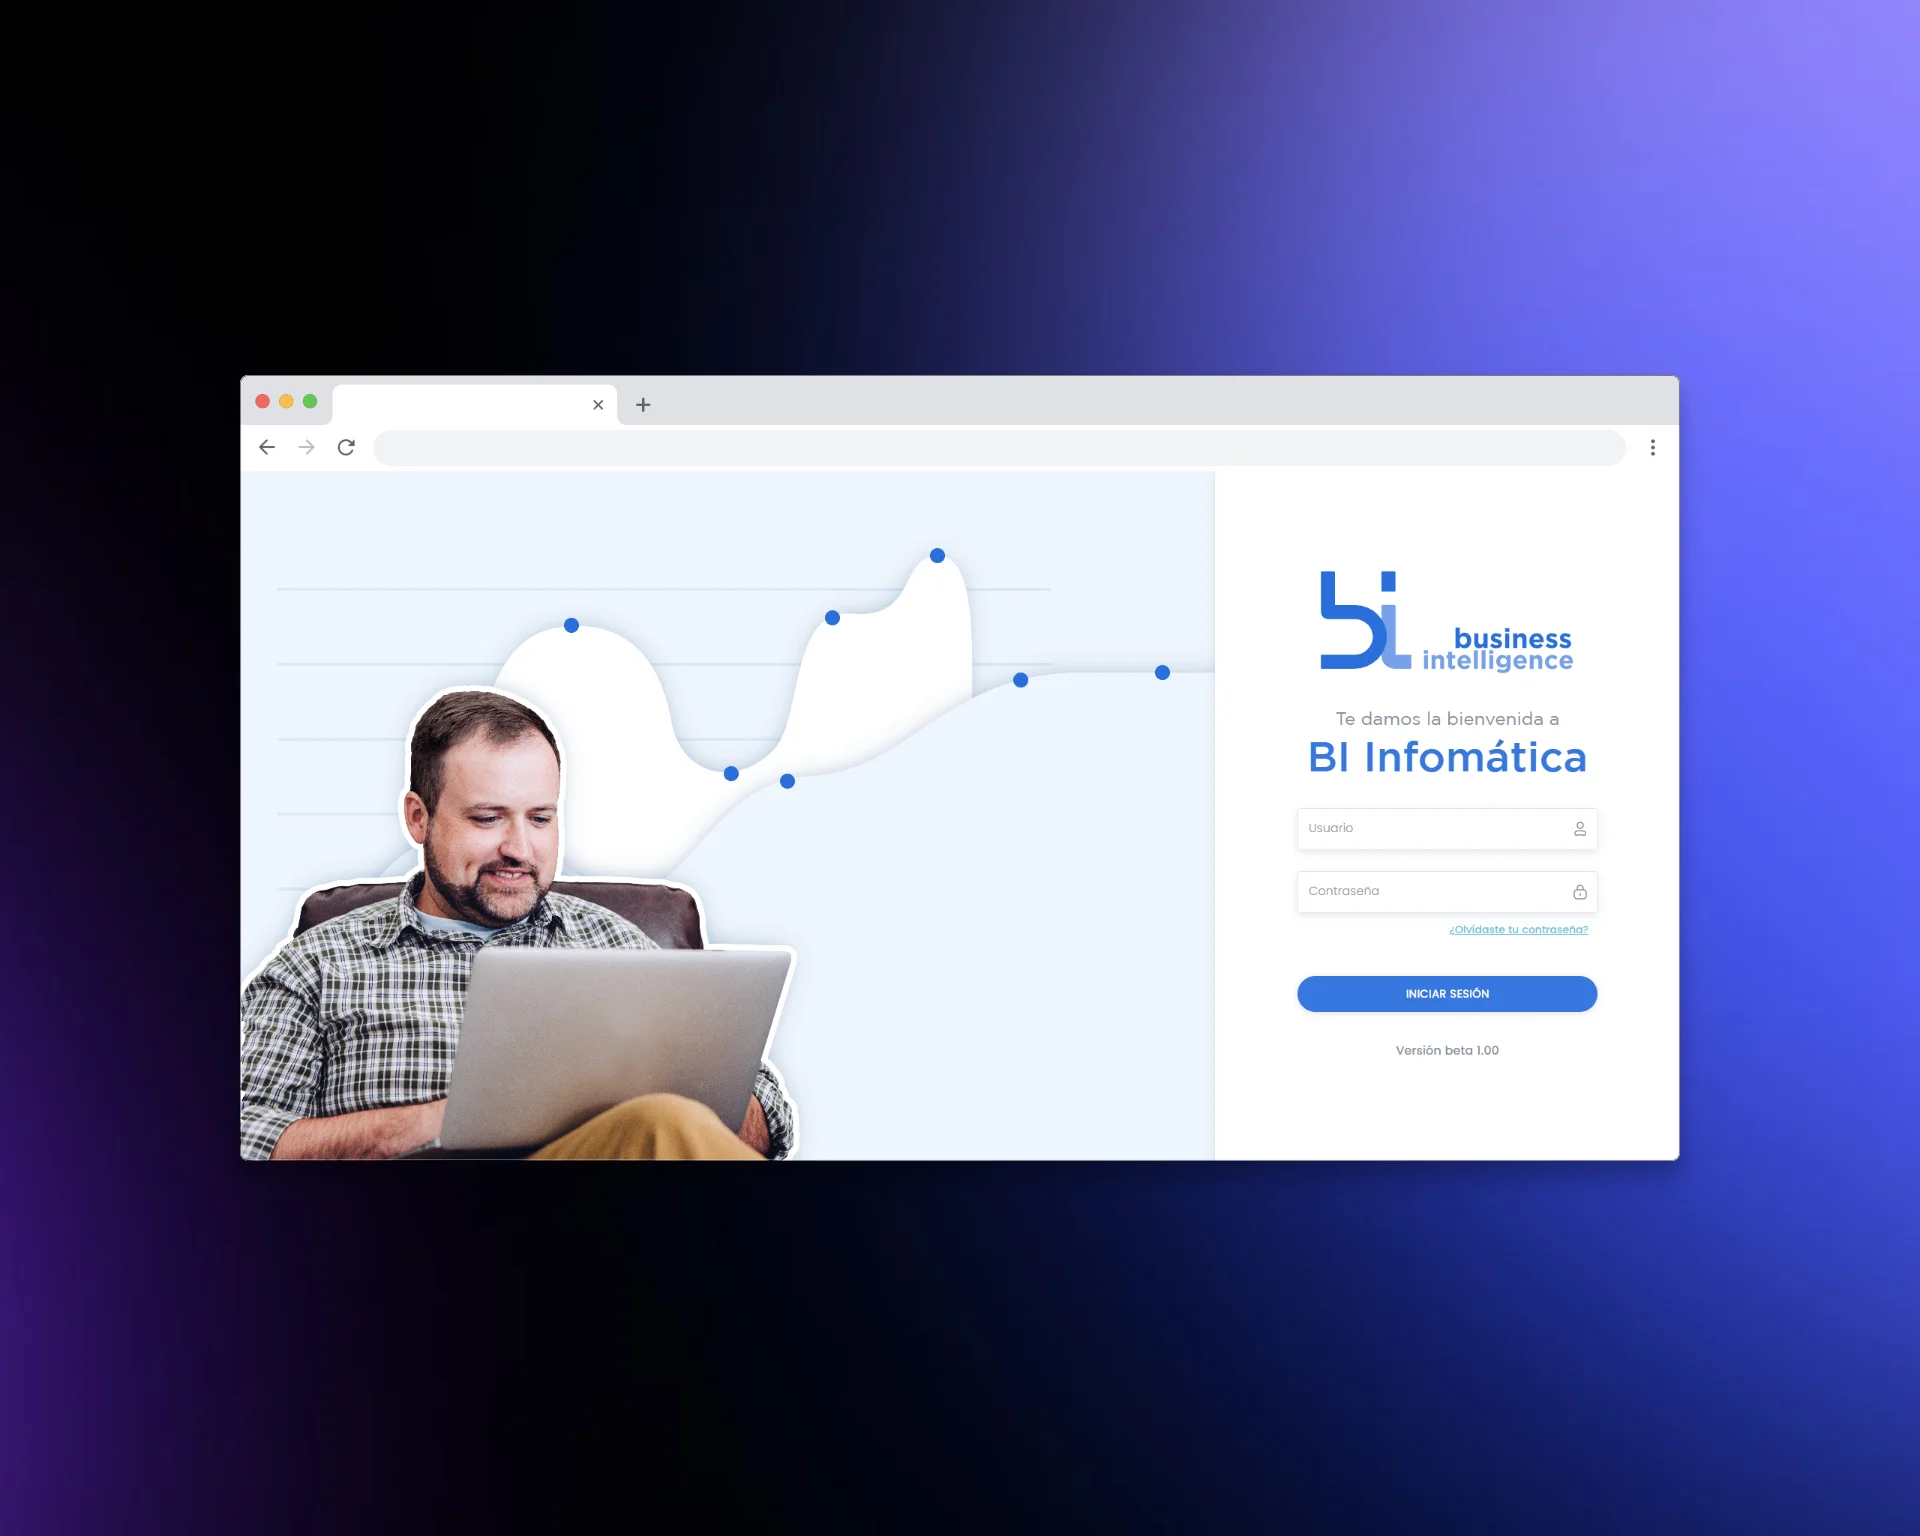 bi business
intelligence
Te damos la bienvenida a
BI Infomática
Usuario
Contraseña
¿Olvidaste tu contraseña?
INICIAR SESIÓN
Versión beta 1.00